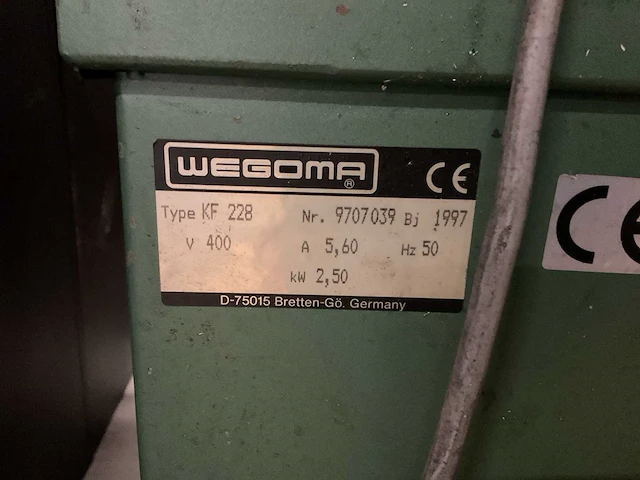 WEGOMA ® CE
Type KF 228 Nr. 9707039 Bj 1997
V 400 A 5,60 Hz 50
kW 2,50
D-75015 Bretten-Gö. Germany
CE